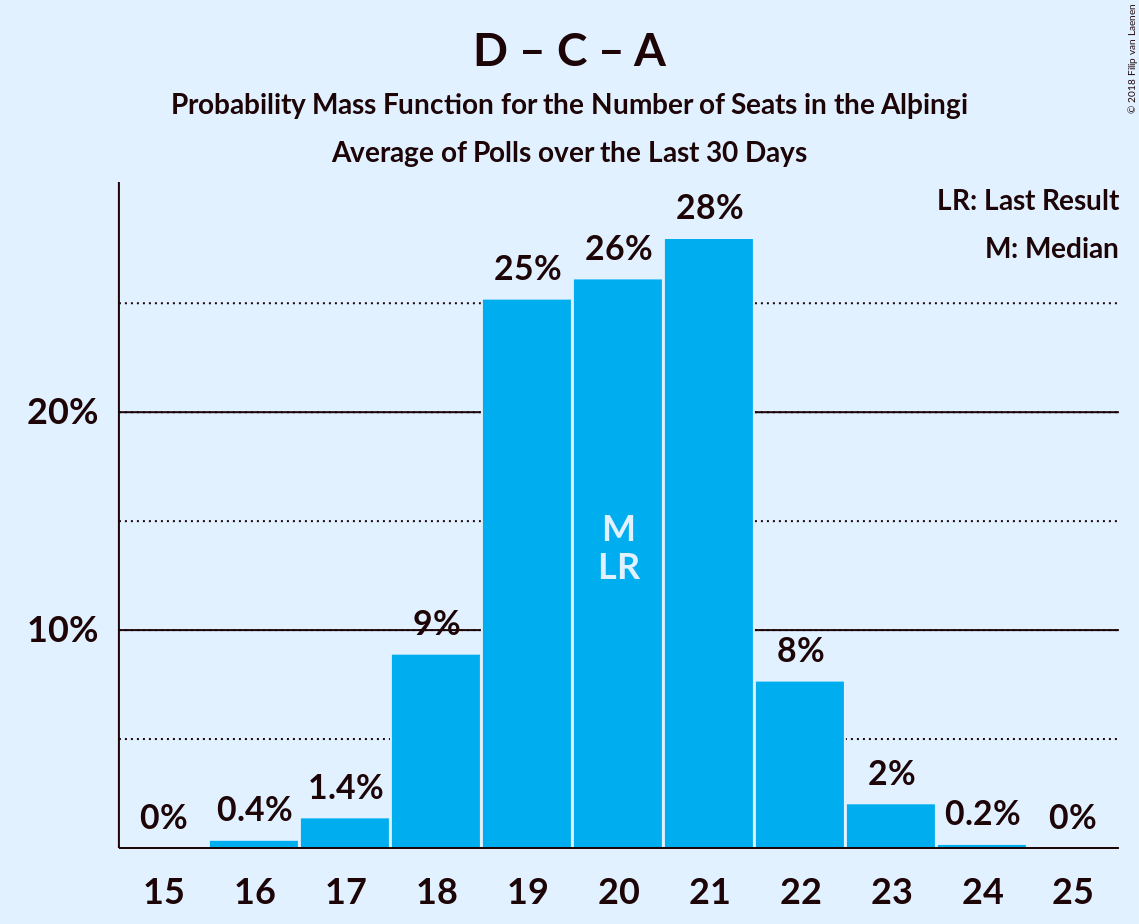 D – C – A
Probability Mass Function for the Number of Seats in the Alþingi
Average of Polls over the Last 30 Days
© 2018 Filip van Laenen
LR: Last Result
M: Median
28%
26%
25%
20%
M
LR
10%
9%
8%
2%
1.4%
0.4%
0.2%
0%
0%
15 16 17 18 19 20 21 22 23 24 25